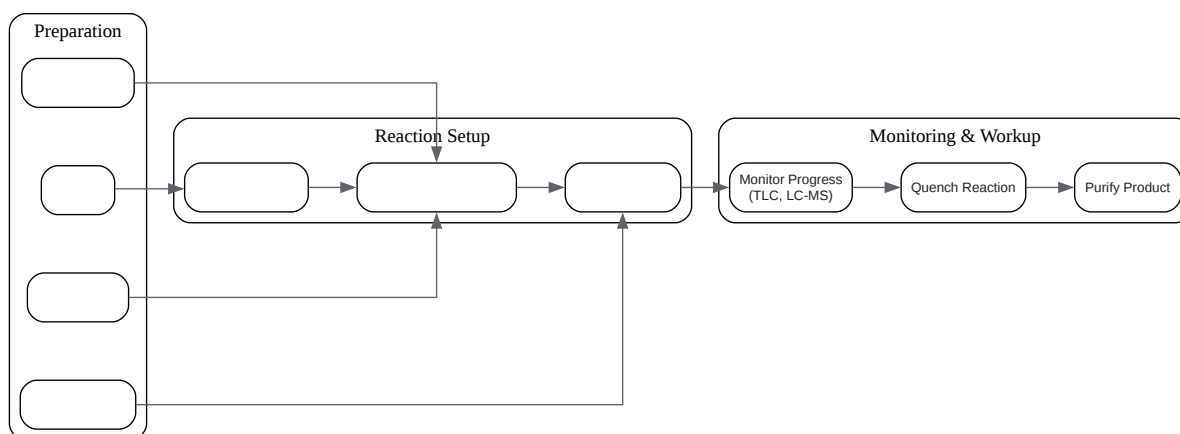 Preparation
Reaction Setup
Monitoring & Workup
Monitor Progress
(TLC, LC-MS)
Quench Reaction
Purify Product